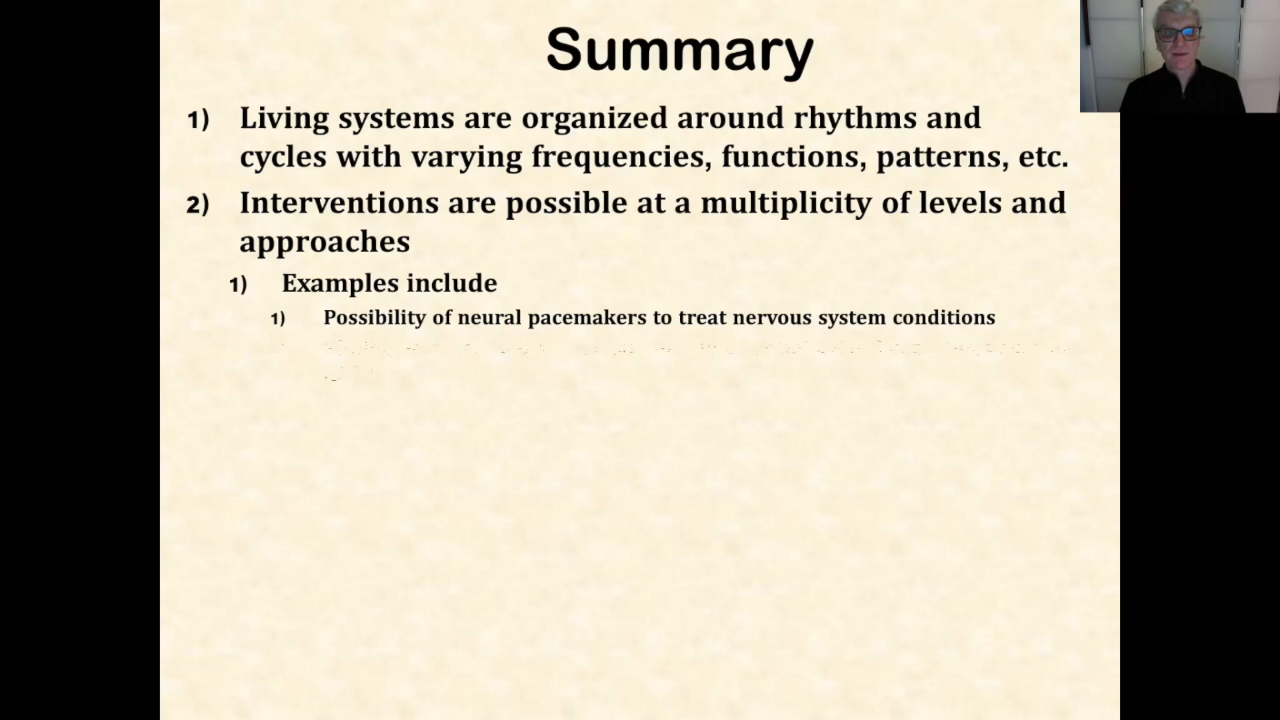 Summary
1) Living systems are organized around rhythms and
cycles with varying frequencies, functions, patterns, etc.
2) Interventions are possible at a multiplicity of levels and
approaches
1) Examples include
1) Possibility of neural pacemakers to treat nervous system conditions